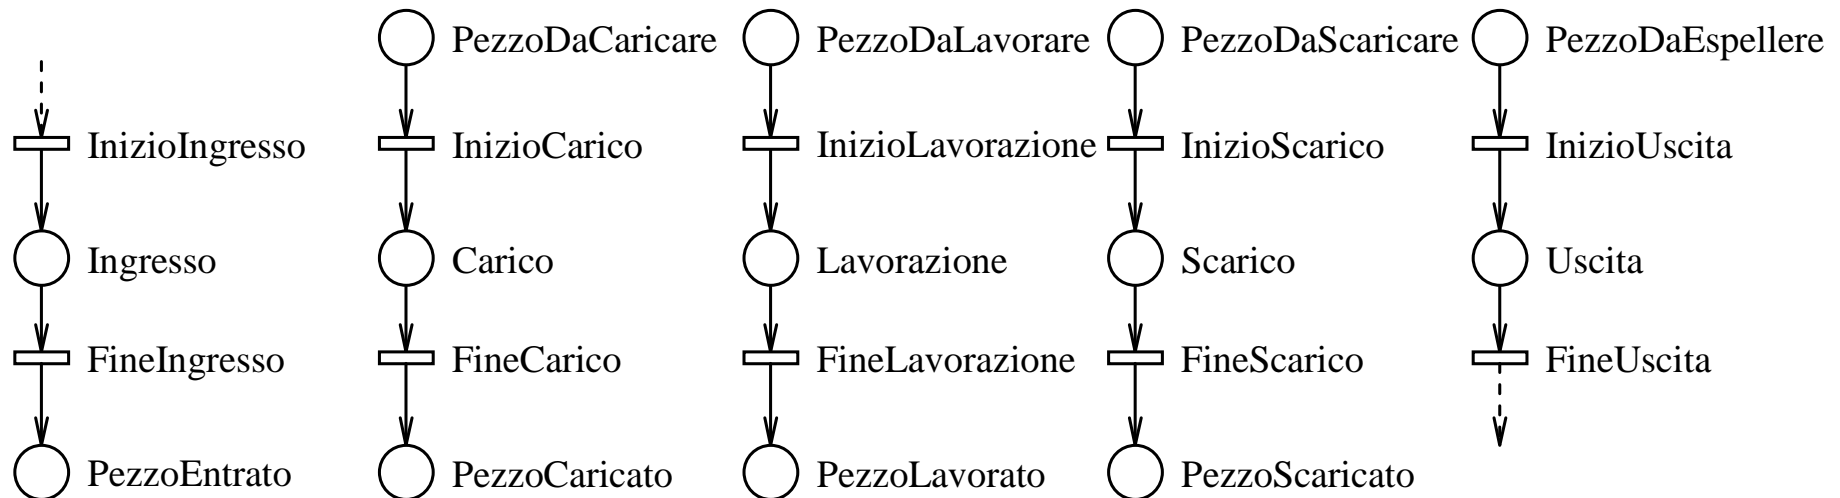 PezzoDaCaricare PezzoDaLavorare PezzoDaScaricare PezzoDaEspellere
InizioIngresso InizioCarico InizioLavorazione InizioScarico InizioUscita
Ingresso Carico Lavorazione Scarico Uscita
FineIngresso FineCarico FineLavorazione FineScarico FineUscita
PezzoEntrato PezzoCaricato PezzoLavorato PezzoScaricato